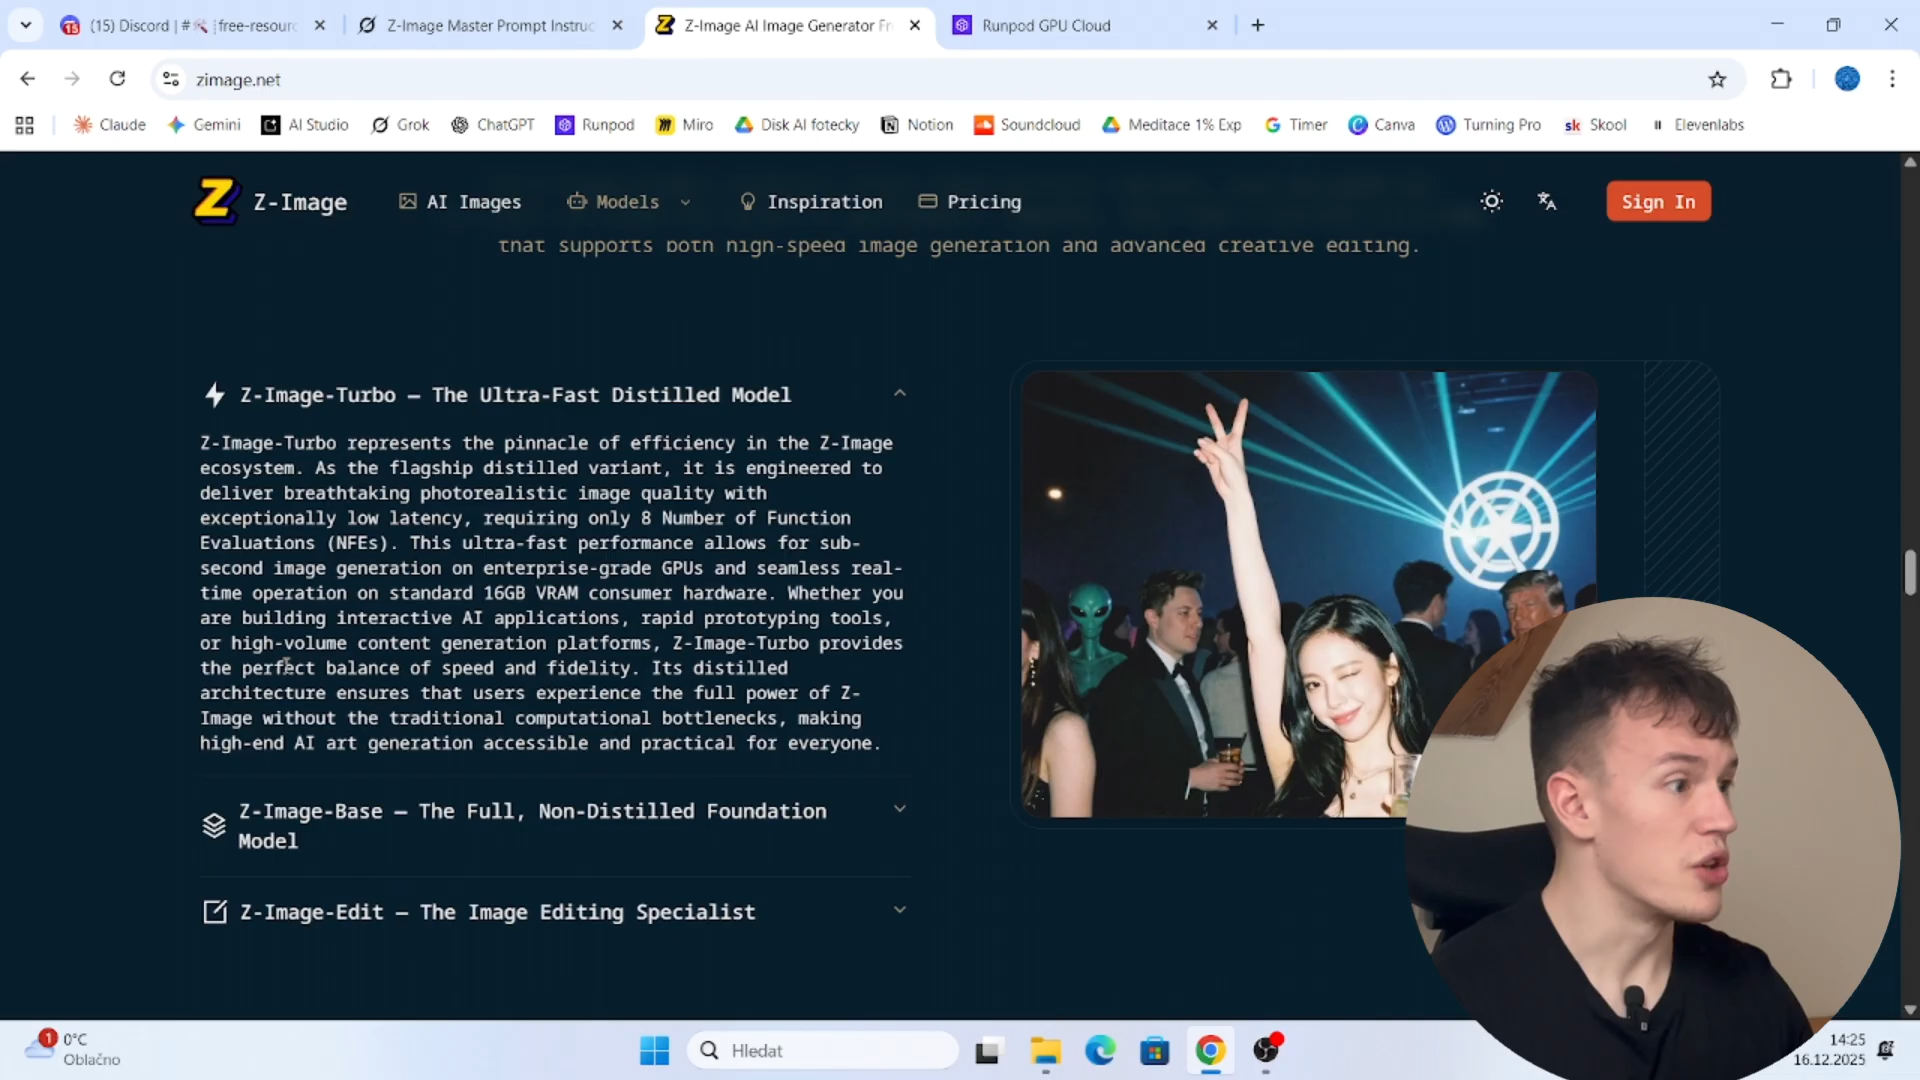 (15) Discord | #🛠 | free-resourc
Z-Image Master Prompt Instruc
Z-Image AI Image Generator Fr
Runpod GPU Cloud
zimage.net
Claude
Gemini
AI Studio
Grok
ChatGPT
Runpod
Miro
Disk AI fotecky
Notion
Soundcloud
Meditace 1% Exp
Timer
Canva
Turning Pro
sk Skool
Elevenlabs
Z-Image
AI Images
Models
Inspiration
Pricing
Sign In
that supports both high-speed image generation and advanced creative editing.
Z-Image-Turbo – The Ultra-Fast Distilled Model
Z-Image-Turbo represents the pinnacle of efficiency in the Z-Image
ecosystem. As the flagship distilled variant, it is engineered to
deliver breathtaking photorealistic image quality with
exceptionally low latency, requiring only 8 Number of Function
Evaluations (NFEs). This ultra-fast performance allows for sub-
second image generation on enterprise-grade GPUs and seamless real-
time operation on standard 16GB VRAM consumer hardware. Whether you
are building interactive AI applications, rapid prototyping tools,
or high-volume content generation platforms, Z-Image-Turbo provides
the perfect balance of speed and fidelity. Its distilled
architecture ensures that users experience the full power of Z-
Image without the traditional computational bottlenecks, making
high-end AI art generation accessible and practical for everyone.
Z-Image-Base – The Full, Non-Distilled Foundation
Model
Z-Image-Edit – The Image Editing Specialist
1
0°C
Oblačno
Hledat
14:25
16.12.2025